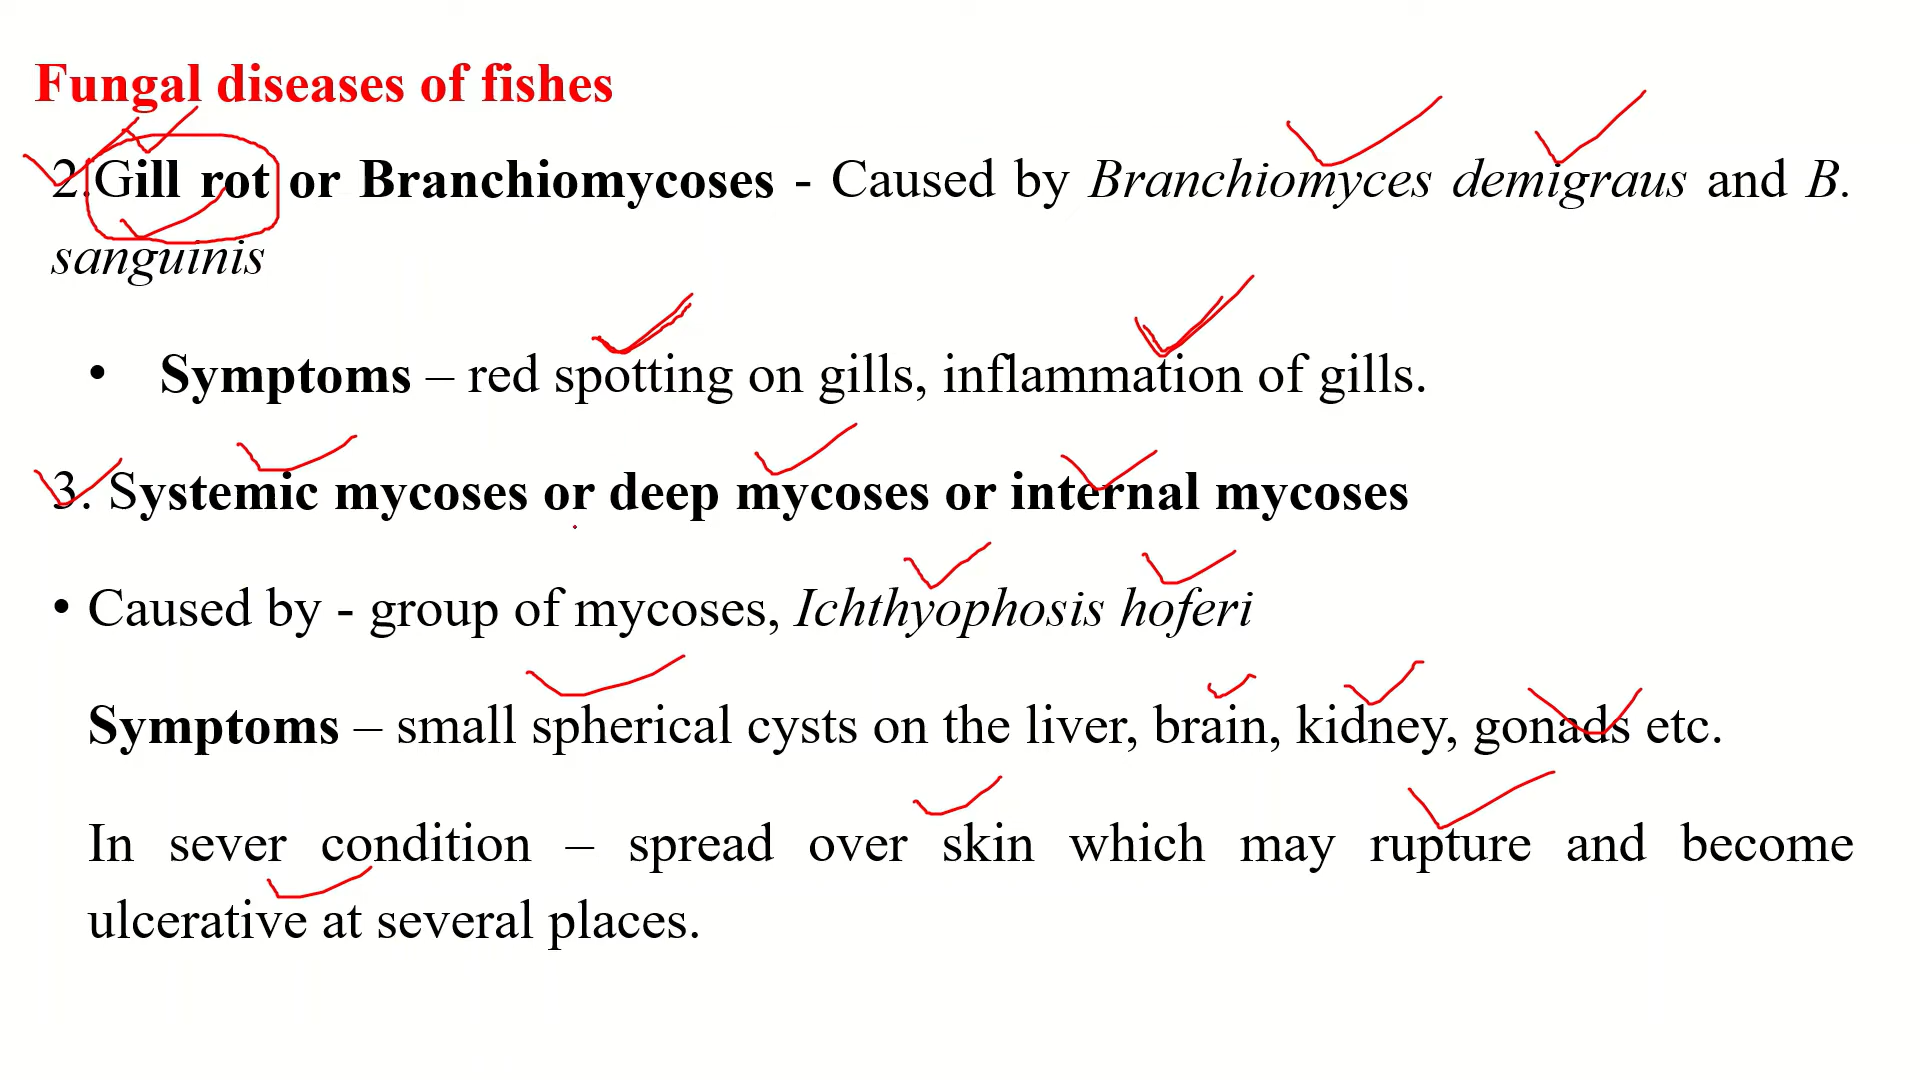 Fungal diseases of fishes
2.Gill rot or Branchiomycoses - Caused by Branchiomyces demigraus and B.
sanguinis
• Symptoms – red spotting on gills, inflammation of gills.
3. Systemic mycoses or deep mycoses or internal mycoses
• Caused by - group of mycoses, Ichthyophosis hoferi
Symptoms – small spherical cysts on the liver, brain, kidney, gonads etc.
In sever condition – spread over skin which may rupture and become
ulcerative at several places.